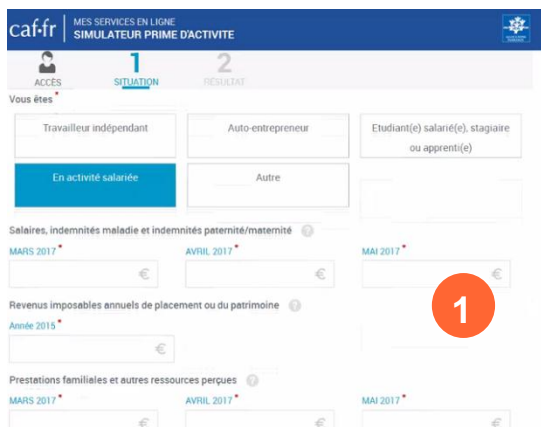 caf.fr MES SERVICES EN LIGNE
SIMULATEUR PRIME D'ACTIVITE
1 2
ACCÈS SITUATION RÉSULTAT
Vous êtes *
Travailleur indépendant Auto-entrepreneur Etudiant(e) salarié(e), stagiaire
ou apprenti(e)
En activité salariée Autre
Salaires, indemnités maladie et indemnités paternité/maternité ?
MARS 2017 * AVRIL 2017 * MAI 2017 *
€ € €
1
Revenus imposables annuels de placement ou du patrimoine ?
Année 2015 *
€
Prestations familiales et autres ressources perçues ?
MARS 2017 * AVRIL 2017 * MAI 2017 *
€ € €